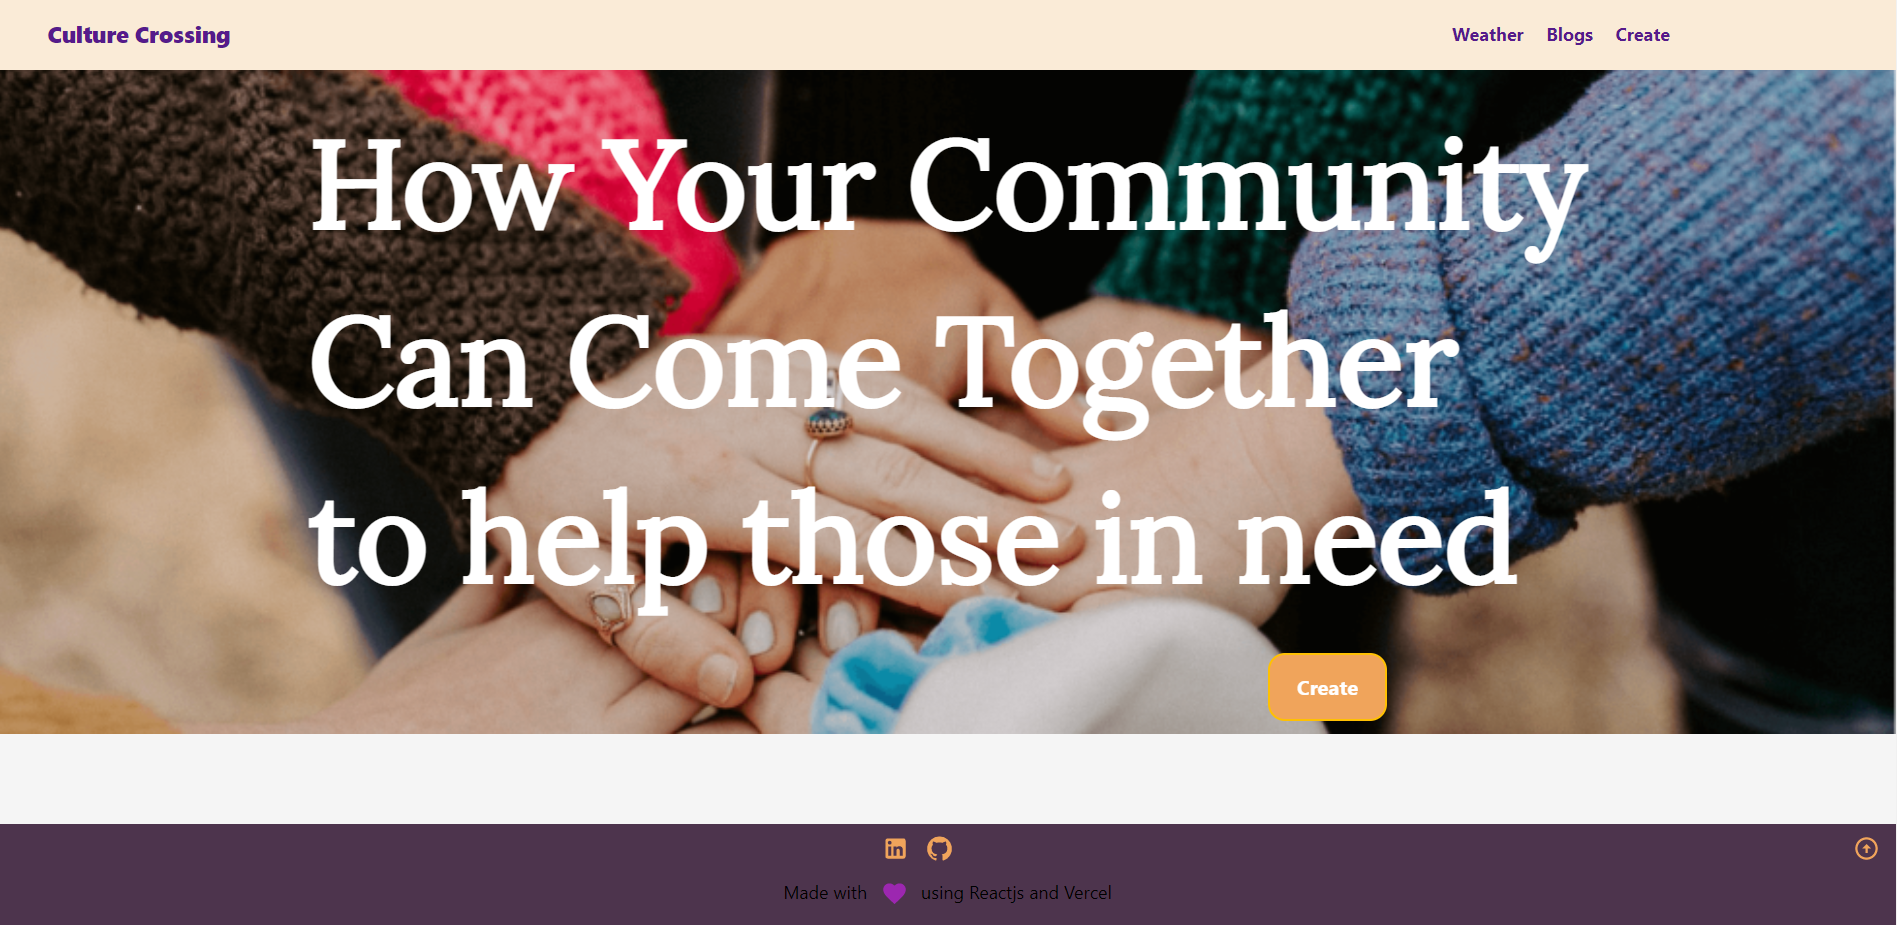 Culture Crossing
Weather Blogs Create
How Your Community
Can Come Together
to help those in need
Create
Made with using Reactjs and Vercel